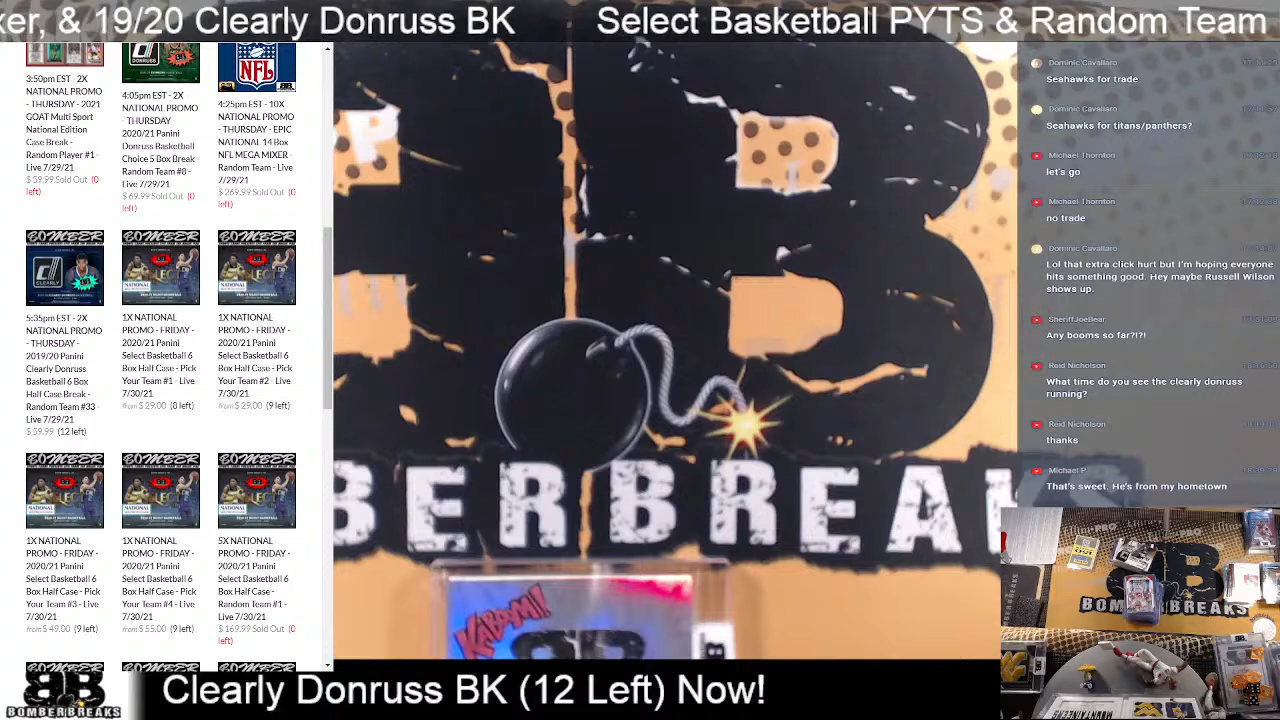 xer, & 19/20 Clearly Donruss BK Select Basketball PYTS & Random Team
3:50pm EST - 2X
NATIONAL PROMO
- THURSDAY - 2021
GOAT Multi Sport
National Edition
Case Break -
Random Player #1 -
Live 7/29/21
$ 59.99 Sold Out (0
left)
4:05pm EST - 2X
NATIONAL PROMO
- THURSDAY -
2020/21 Panini
Donruss Basketball
Choice 5 Box Break -
Random Team #8 -
Live 7/29/21
$ 69.99 Sold Out (0
left)
NFL
4:25pm EST - 10X
NATIONAL PROMO
- THURSDAY - EPIC
NATIONAL 14 Box
NFL MEGA MIXER -
Random Team - Live
7/29/21
$ 269.99 Sold Out (0
left)
BOMBER
CLEARLY
5:35pm EST - 2X
NATIONAL PROMO
- THURSDAY -
2019/20 Panini
Clearly Donruss
Basketball 6 Box
Half Case Break -
Random Team #33 -
Live 7/29/21
$ 59.99 (12 left)
BOMBER
1X NATIONAL
PROMO - FRIDAY -
2020/21 Panini
Select Basketball 6
Box Half Case - Pick
Your Team #1 - Live
7/30/21
from $ 29.00 (8 left)
BOMBER
1X NATIONAL
PROMO - FRIDAY -
2020/21 Panini
Select Basketball 6
Box Half Case - Pick
Your Team #2 - Live
7/30/21
from $ 29.00 (9 left)
BOMBER
1X NATIONAL
PROMO - FRIDAY -
2020/21 Panini
Select Basketball 6
Box Half Case - Pick
Your Team #3 - Live
7/30/21
from $ 49.00 (9 left)
BOMBER
1X NATIONAL
PROMO - FRIDAY -
2020/21 Panini
Select Basketball 6
Box Half Case - Pick
Your Team #4 - Live
7/30/21
from $ 55.00 (9 left)
BOMBER
5X NATIONAL
PROMO - FRIDAY -
2020/21 Panini
Select Basketball 6
Box Half Case -
Random Team #1 -
Live 7/30/21
$ 169.99 Sold Out (0
left)
BERBREAK
KABOOM!
Dominic Cavallaro
Seahawks for trade
Dominic Cavallaro
Seahawks for titans/panthers?
Michael Thornton
let's go
Michael Thornton
no trade
Dominic Cavallaro
Lol that extra click hurt but I'm hoping everyone
hits something good. Hey maybe Russell Wilson
shows up.
SheriffJoeBear
Any booms so far?!?!
Reid Nicholson
What time do you see the clearly donruss
running?
Reid Nicholson
thanks
Michael P
That's sweet. He's from my hometown
BOMBERBREAKS
BB
BOMBERBREAKS
Clearly Donruss BK (12 Left) Now!